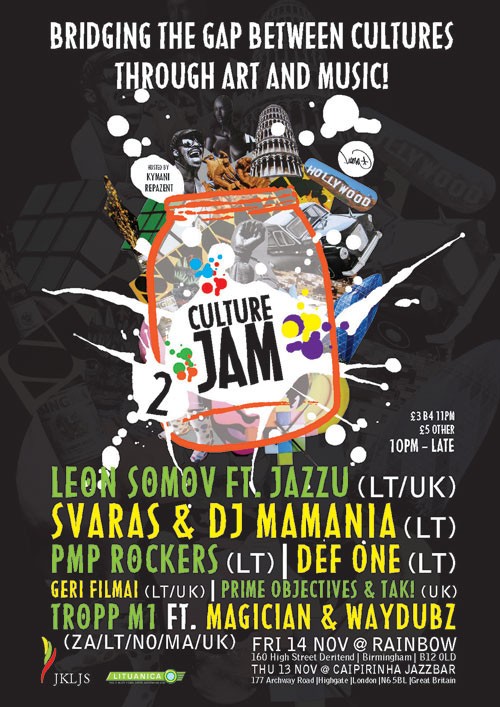 BRIDGING THE GAP BETWEEN CULTURES
THROUGH ART AND MUSIC!
HOSTED BY
KYMANI
REPAZENT
HOLLYWOOD
CULTURE
JAM
2
£3 B4 11PM
£5 OTHER
10PM – LATE
LEON SOMOV FT. JAZZU (LT/UK)
SVARAS & DJ MAMANIA (LT)
PMP ROCKERS (LT) | DEF ONE (LT)
GERI FILMAI (LT/UK) | PRIME OBJECTIVES & TAK! (UK)
TROPP M1 FT. MAGICIAN & WAYDUBZ
(ZA/LT/NO/MA/UK)
FRI 14 NOV @ RAINBOW
160 High Street Deritend | Birmingham | B12 0LD
THU 13 NOV @ CAIPIRINHA JAZZBAR
177 Archway Road |Highgate |London |N6 5BL |Great Britain
JKLJS
LITUANICA